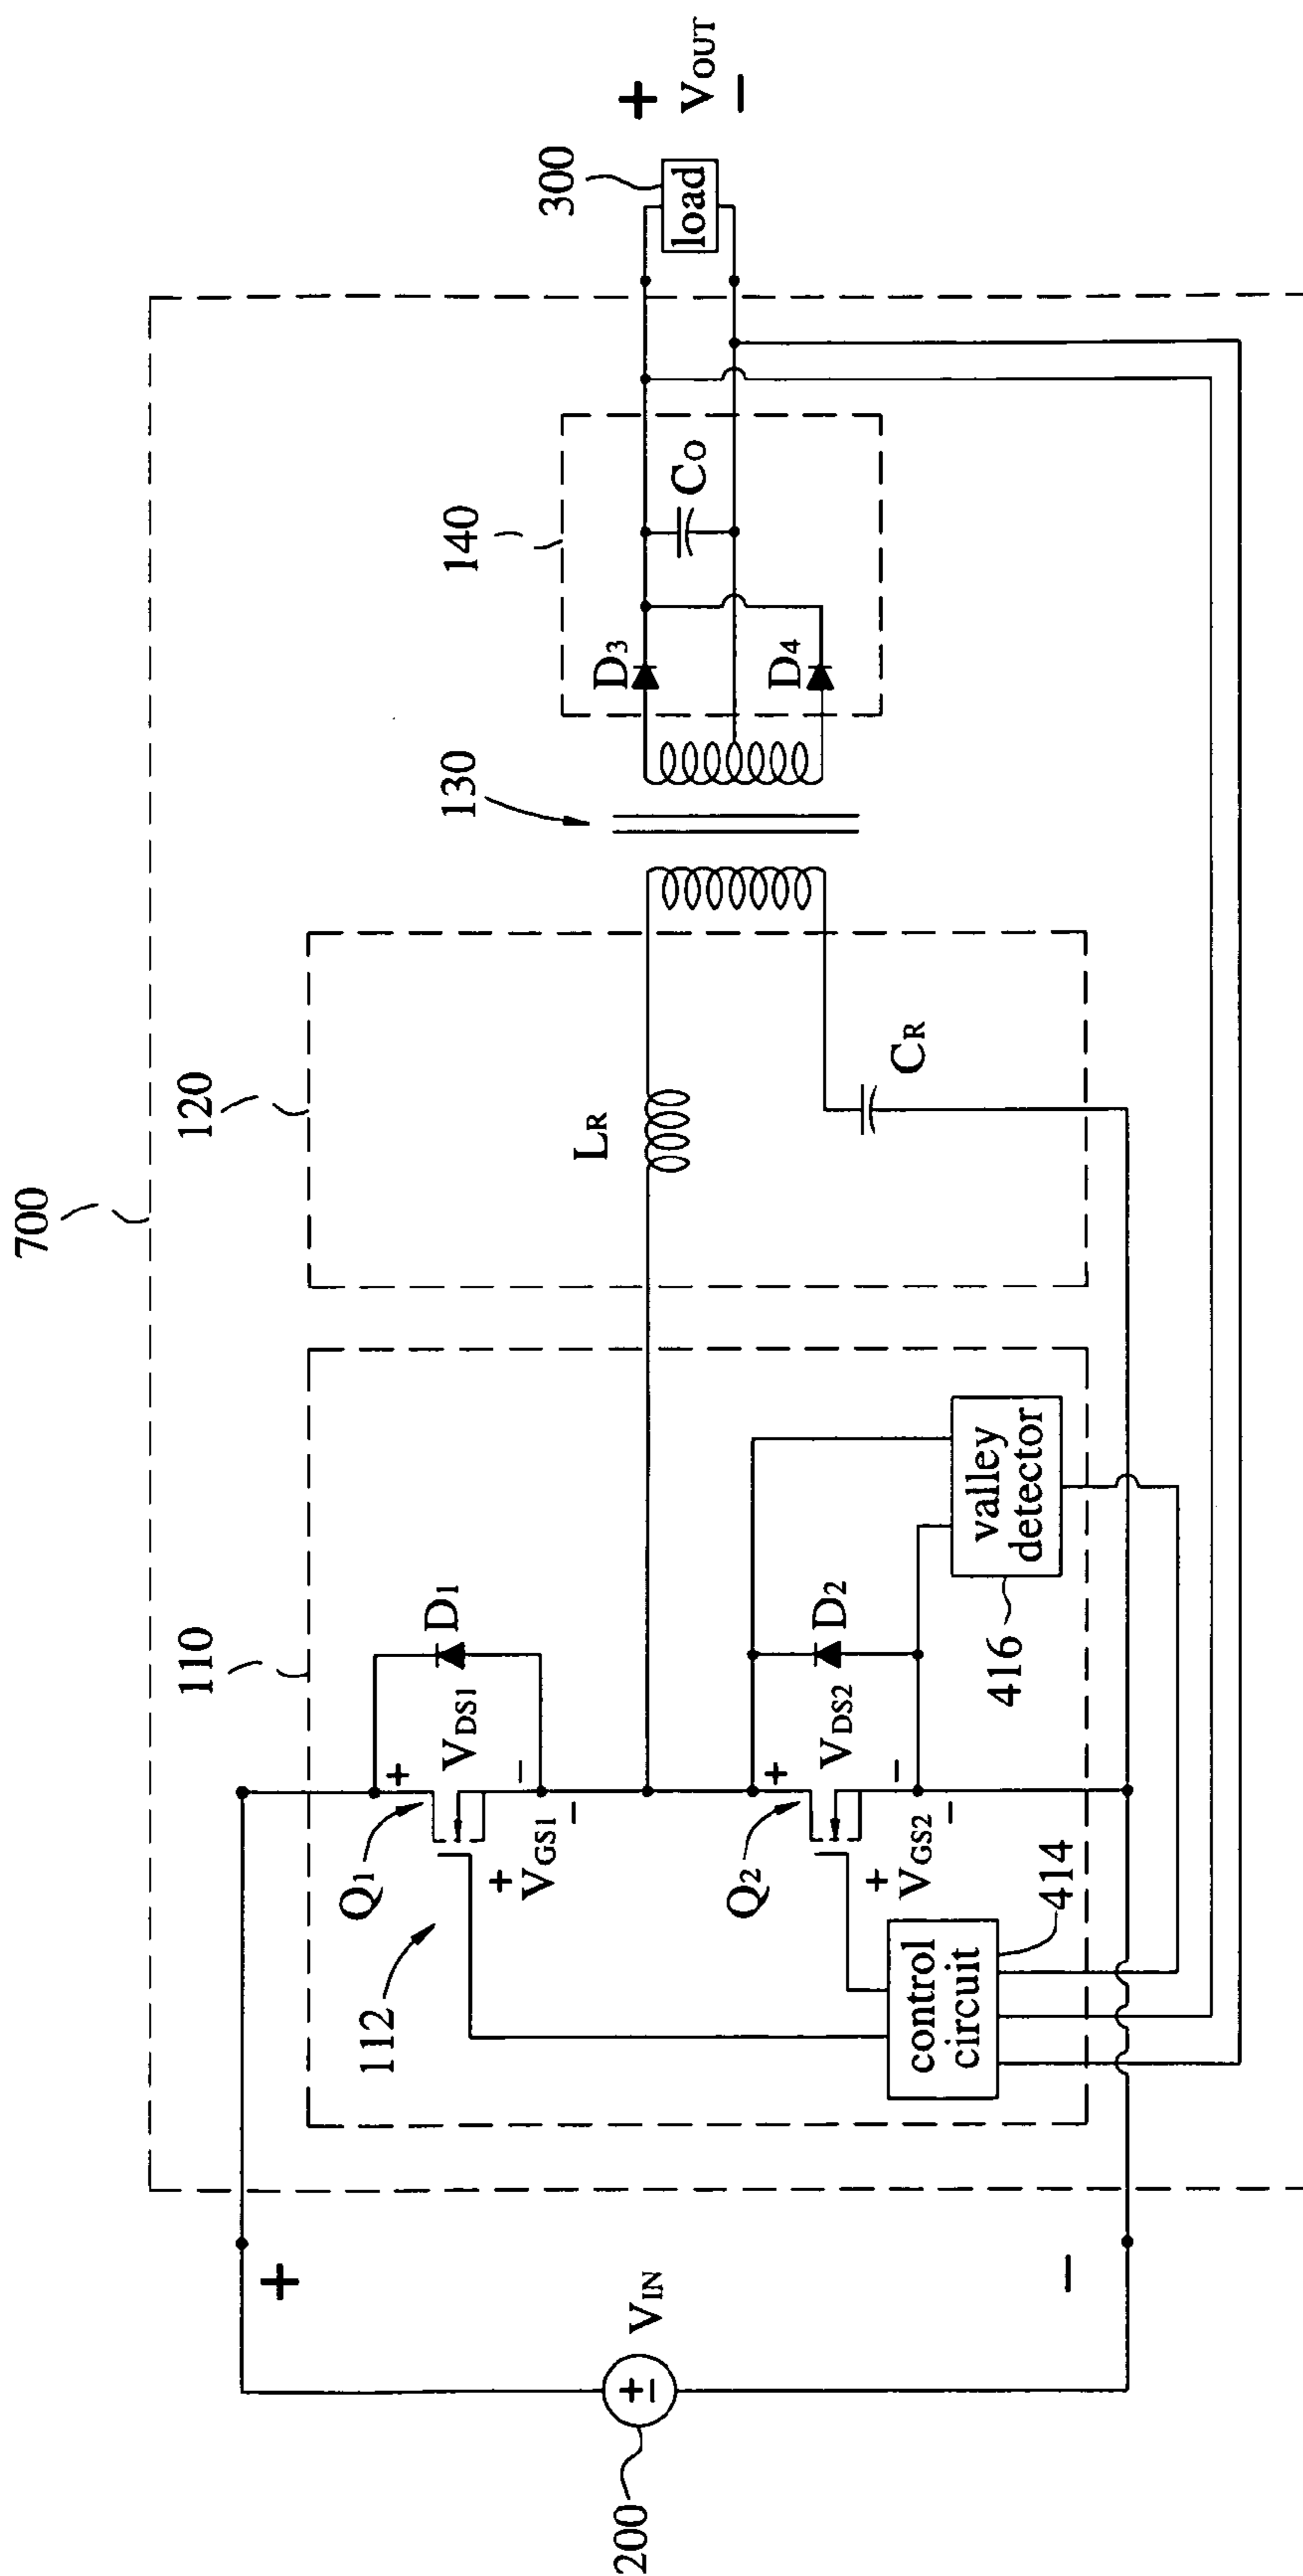 700
110
120
130
140
300
+
VOUT
−
load
+
VIN
−
+
−
200
112
Q1
+
VDS1
−
D1
+
VGS1
−
Q2
+
VDS2
−
D2
+
VGS2
−
control
circuit
414
valley
detector
416
LR
CR
D3
D4
CO